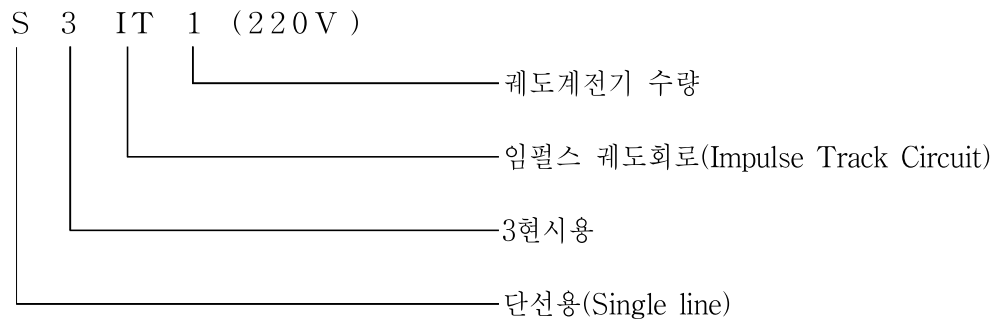 S 3 IT 1 (220V)
궤도계전기 수량
임펄스 궤도회로(Impulse Track Circuit)
3현시용
단선용(Single line)